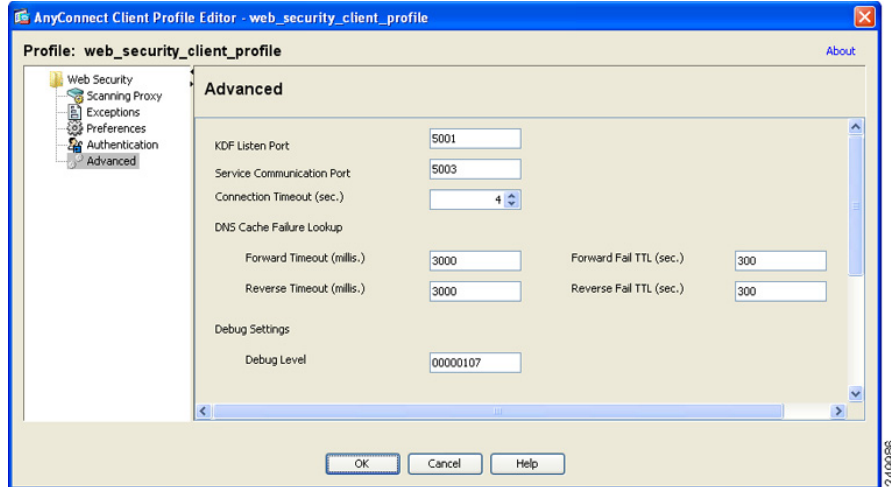 AnyConnect Client Profile Editor - web_security_client_profile
Profile: web_security_client_profile
About
Web Security
Scanning Proxy
Exceptions
Preferences
Authentication
Advanced
Advanced
KDF Listen Port 5001
Service Communication Port 5003
Connection Timeout (sec.) 4
DNS Cache Failure Lookup
Forward Timeout (millis.) 3000 Forward Fail TTL (sec.) 300
Reverse Timeout (millis.) 3000 Reverse Fail TTL (sec.) 300
Debug Settings
Debug Level 00000107
OK Cancel Help
249986